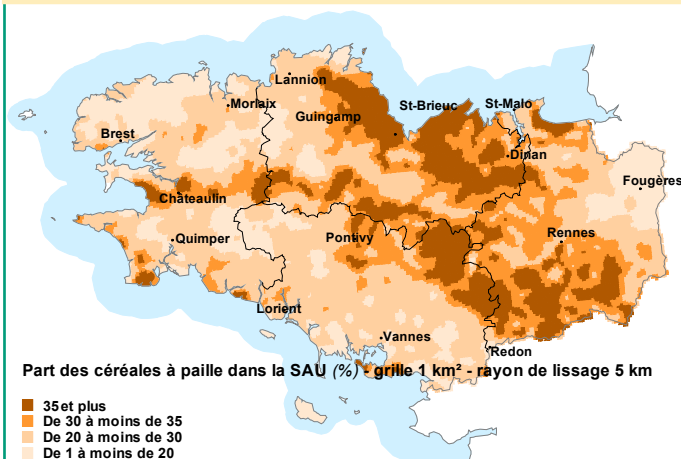 Lannion
Morlaix
St-Brieuc
St-Malo
Guingamp
Brest
Dinan
Fougères
Châteaulin
Quimper
Pontivy
Rennes
Lorient
Vannes
Redon
Part des céréales à paille dans la SAU (%) - grille 1 km² - rayon de lissage 5 km
35 et plus
De 30 à moins de 35
De 20 à moins de 30
De 1 à moins de 20